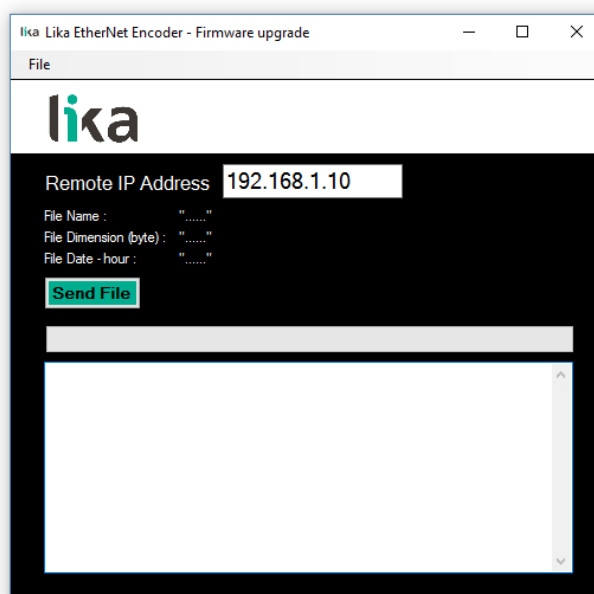 lika Lika EtherNet Encoder - Firmware upgrade
File
lika
Remote IP Address 192.168.1.10
File Name : "......"
File Dimension (byte) : "......"
File Date - hour : "......"
Send File